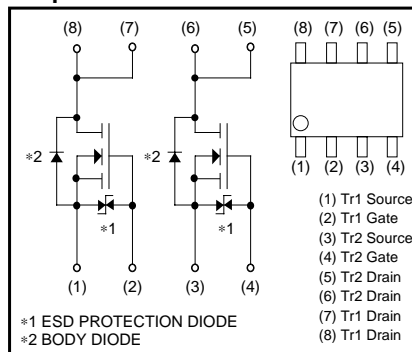 (8) (7) (6) (5)
(8) (7) (6) (5)
∗2 ∗2
∗1 ∗1
(1) (2) (3) (4)
(1) (2) (3) (4)
(1) Tr1 Source
(2) Tr1 Gate
(3) Tr2 Source
(4) Tr2 Gate
(5) Tr2 Drain
(6) Tr2 Drain
(7) Tr1 Drain
(8) Tr1 Drain
∗1 ESD PROTECTION DIODE
∗2 BODY DIODE